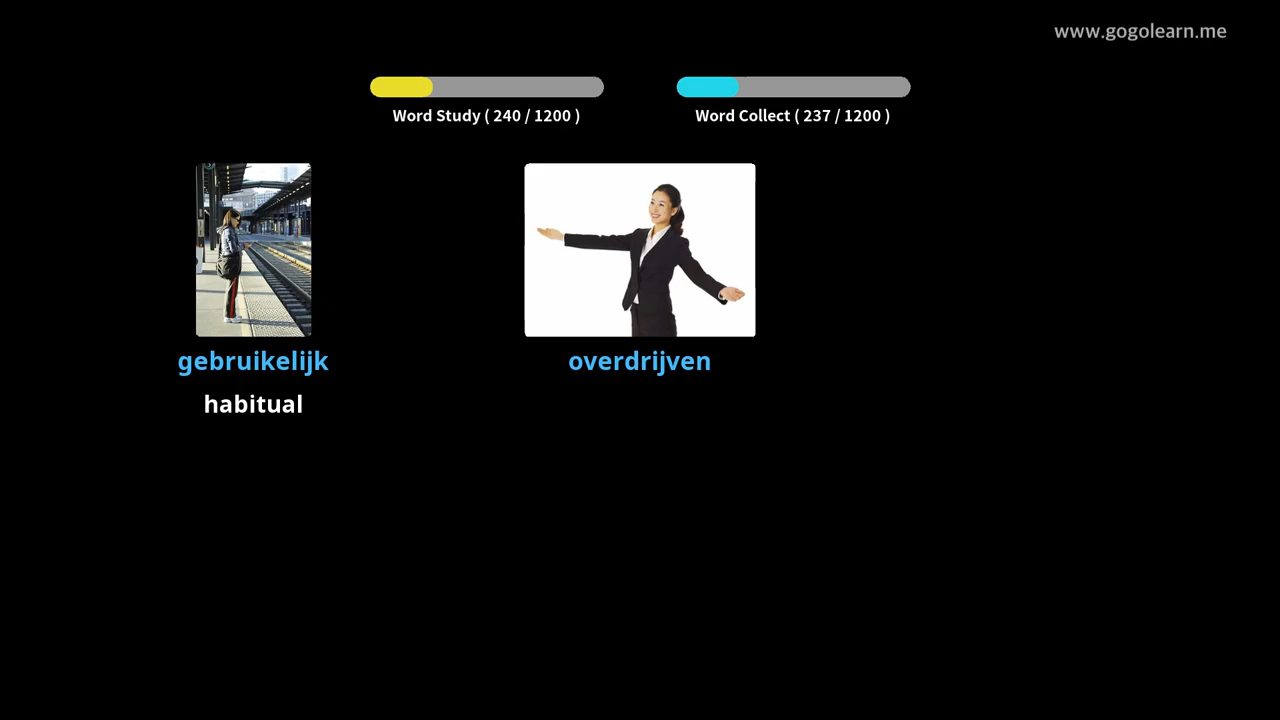 www.gogolearn.me
Word Study ( 240 / 1200 )
Word Collect ( 237 / 1200 )
gebruikelijk
overdrijven
habitual